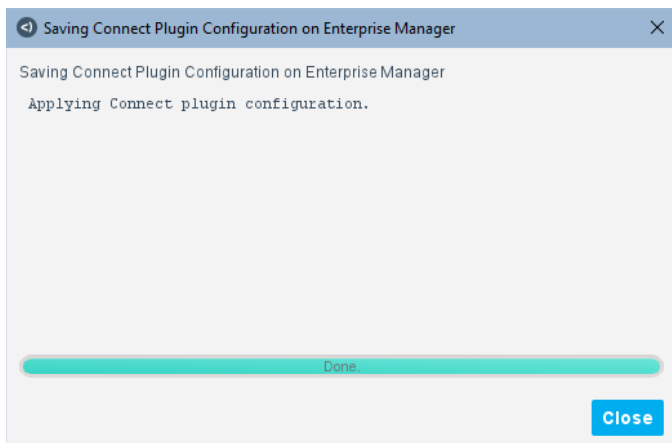 Saving Connect Plugin Configuration on Enterprise Manager
Saving Connect Plugin Configuration on Enterprise Manager
Applying Connect plugin configuration.
Done.
Close